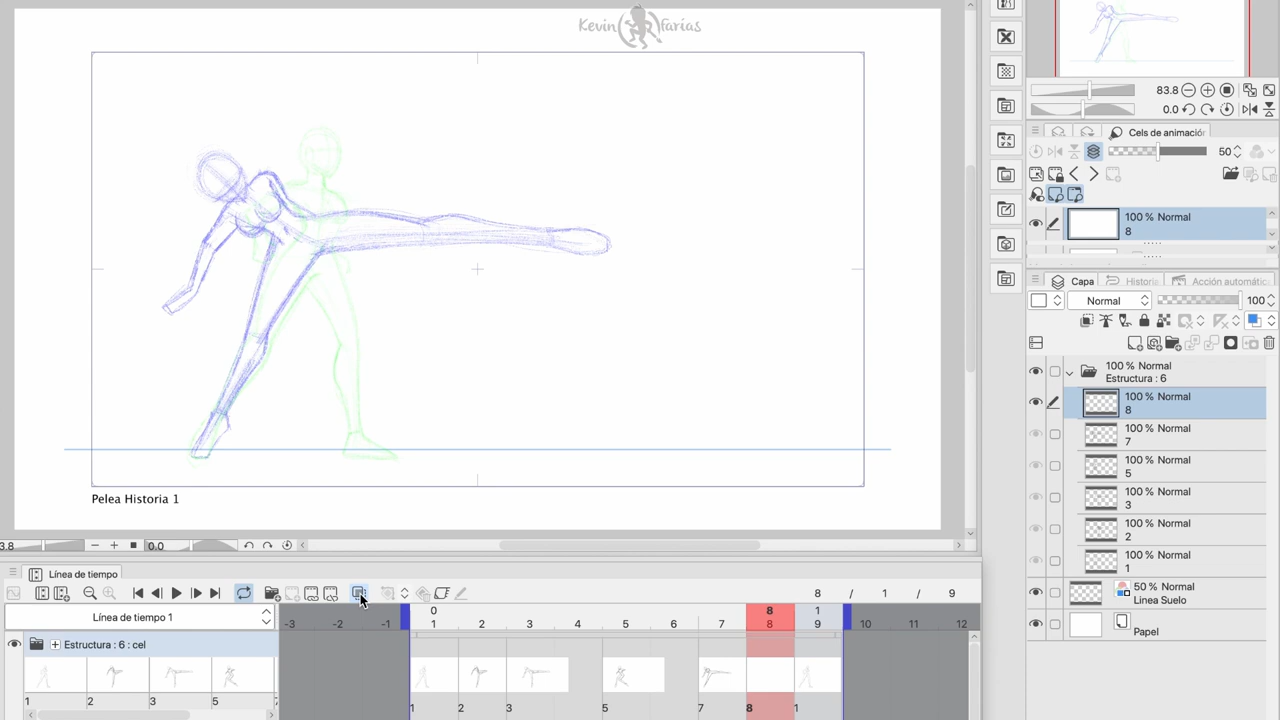 Kevin farias
83.8
0.0
Cels de animació
50
100 % Normal
8
Capa
Historia
Acción automátic
Normal
100
100 % Normal
Estructura : 6
100 % Normal
8
100 % Normal
7
100 % Normal
5
100 % Normal
3
100 % Normal
2
100 % Normal
1
50 % Normal
Linea Suelo
Papel
Pelea Historia 1
3.8
0.0
Línea de tiempo
8 / 1 / 9
Línea de tiempo 1
0 8 1
-3 -2 -1 1 2 3 4 5 6 7 8 9 10 11 12
Estructura : 6 : cel
1 2 3 5
1 2 3 5 7 8 1